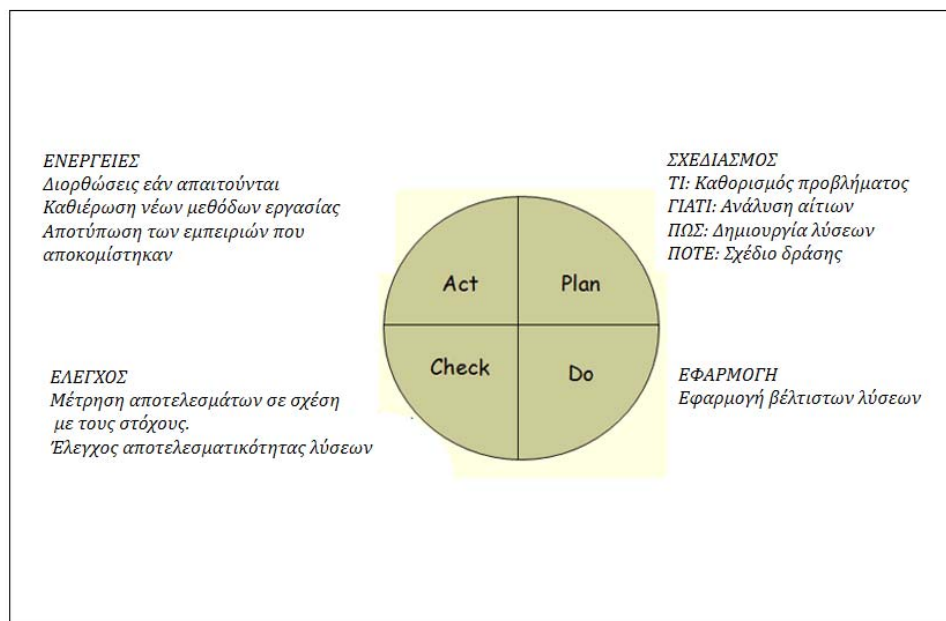 ΕΝΕΡΓΕΙΕΣ
Διορθώσεις εάν απαιτούνται
Καθιέρωση νέων μεθόδων εργασίας
Αποτύπωση των εμπειριών που
αποκομίστηκαν
ΣΧΕΔΙΑΣΜΟΣ
ΤΙ: Καθορισμός προβλήματος
ΓΙΑΤΙ: Ανάλυση αίτιων
ΠΩΣ: Δημιουργία λύσεων
ΠΟΤΕ: Σχέδιο δράσης
Act
Plan
Check
Do
ΕΛΕΓΧΟΣ
Μέτρηση αποτελεσμάτων σε σχέση
με τους στόχους.
Έλεγχος αποτελεσματικότητας λύσεων
ΕΦΑΡΜΟΓΗ
Εφαρμογή βέλτιστων λύσεων